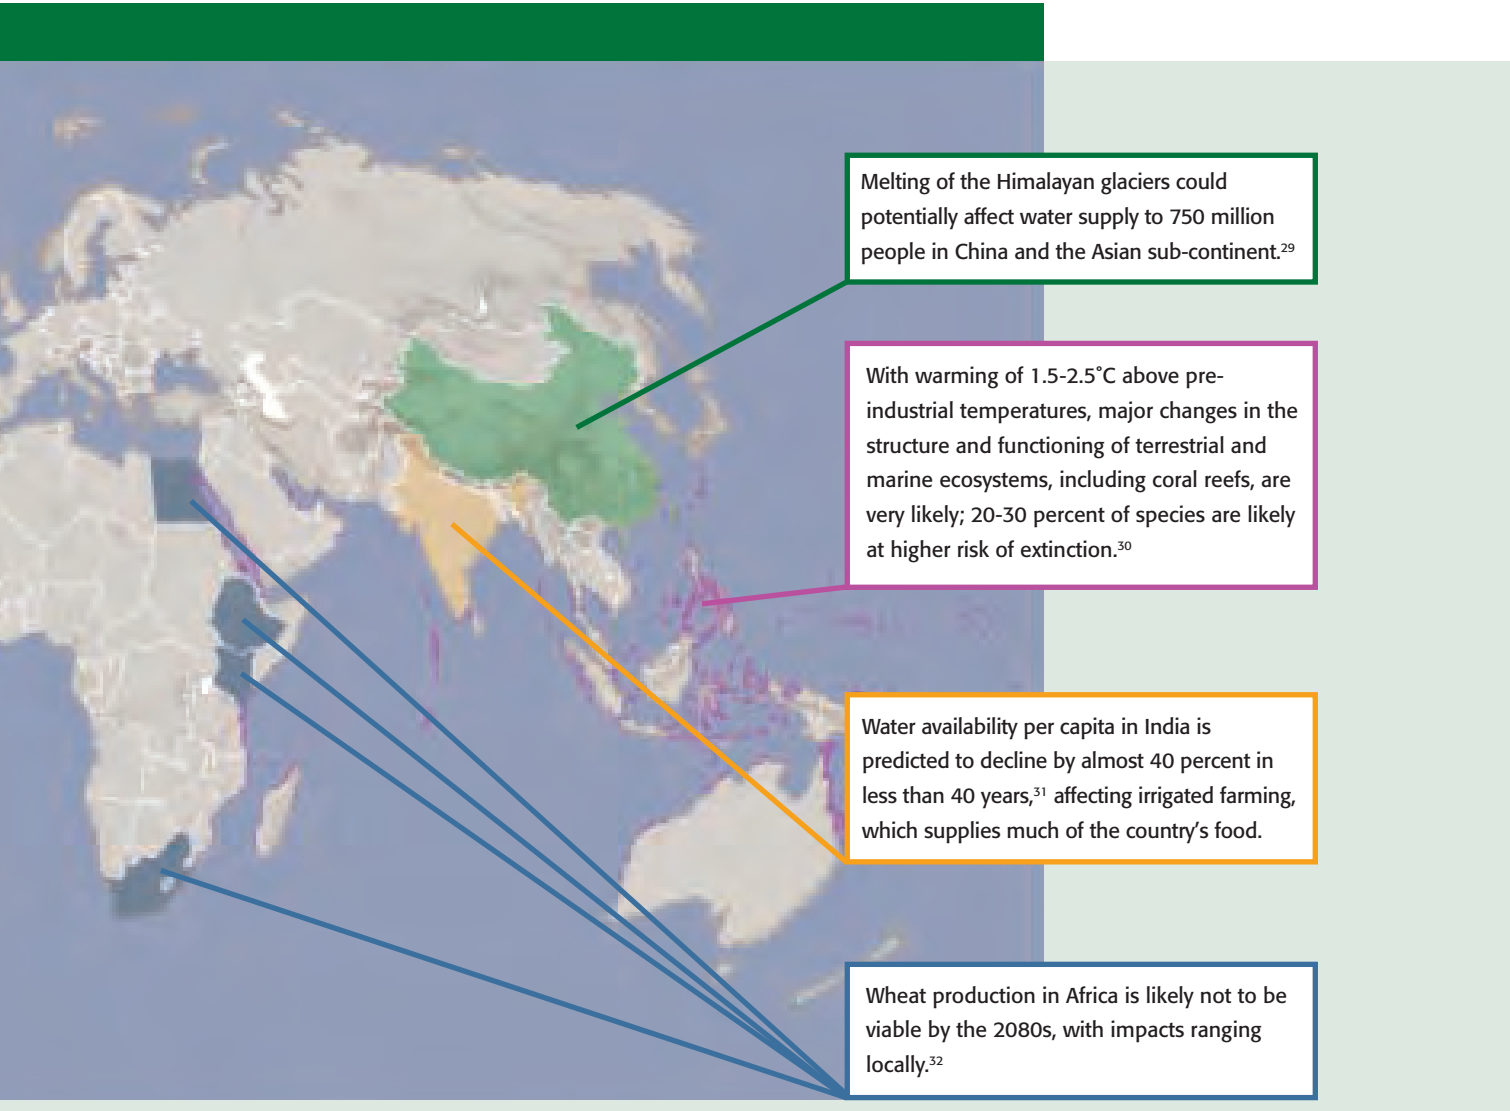 Melting of the Himalayan glaciers could
potentially affect water supply to 750 million
people in China and the Asian sub-continent.²⁹
With warming of 1.5-2.5°C above pre-
industrial temperatures, major changes in the
structure and functioning of terrestrial and
marine ecosystems, including coral reefs, are
very likely; 20-30 percent of species are likely
at higher risk of extinction.³⁰
Water availability per capita in India is
predicted to decline by almost 40 percent in
less than 40 years,³¹ affecting irrigated farming,
which supplies much of the country's food.
Wheat production in Africa is likely not to be
viable by the 2080s, with impacts ranging
locally.³²